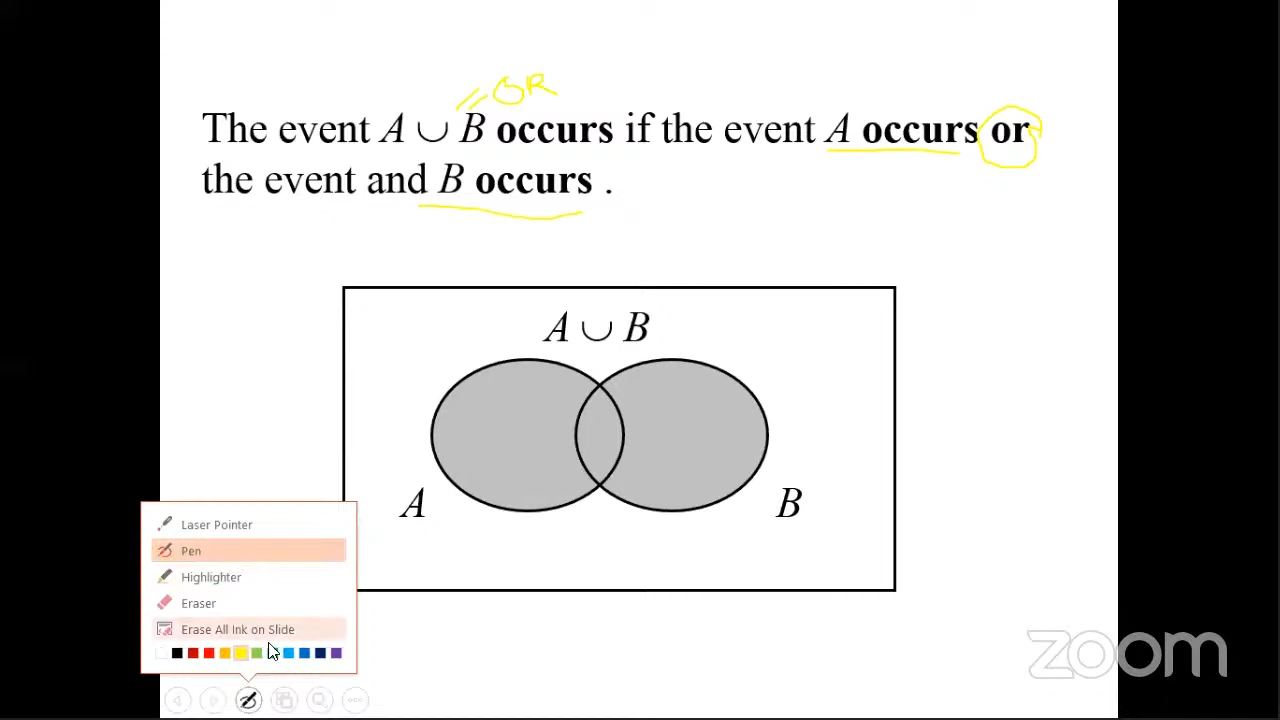 OR
The event A ∪ B occurs if the event A occurs or
the event and B occurs .
A ∪ B
A
B
Laser Pointer
Pen
Highlighter
Eraser
Erase All Ink on Slide
zoom